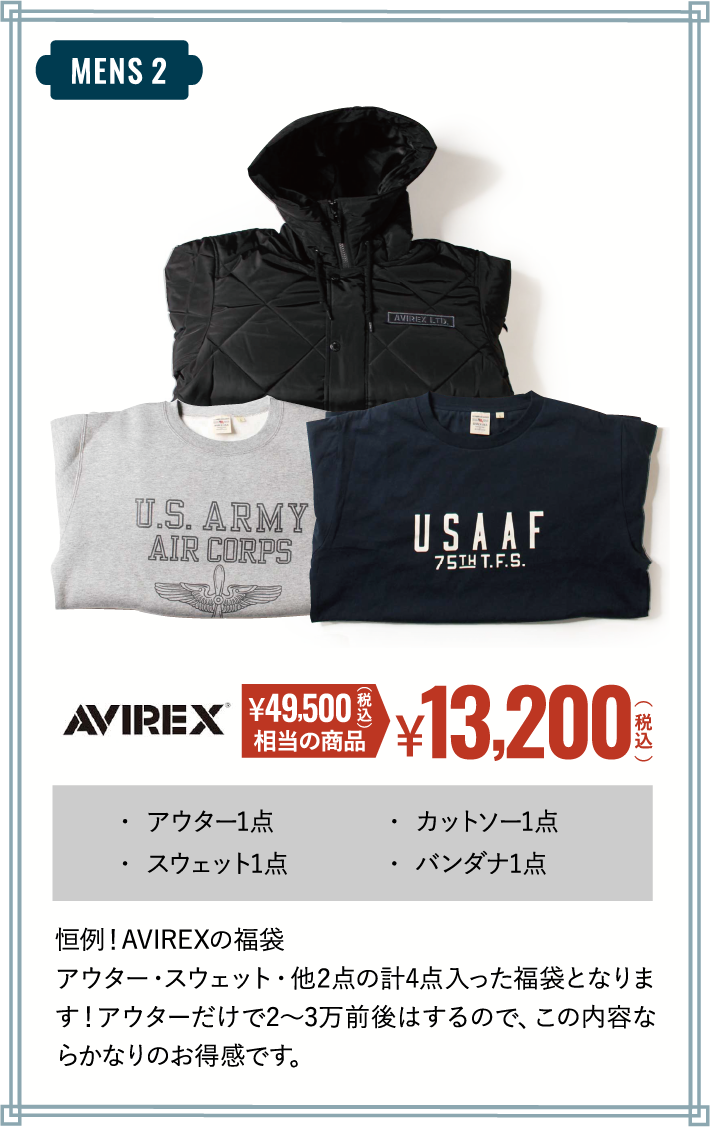 MENS 2
AVIREX LTD.
U.S. ARMY
AIR CORPS
USAAF
75TH T.F.S.
AVIREX®
¥49,500(税込)
相当の商品
¥13,200(税込)
・ アウター1点
・ カットソー1点
・ スウェット1点
・ バンダナ1点
恒例!AVIREXの福袋
アウター・スウェット・他2点の計4点入った福袋となりま
す!アウターだけで2〜3万前後はするので、この内容な
らかなりのお得感です。